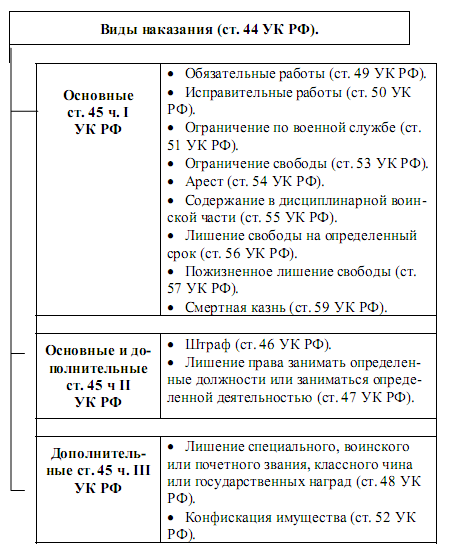 Виды наказания (ст. 44 УК РФ).
Основные
ст. 45 ч. I
УК РФ
• Обязательные работы (ст. 49 УК РФ).
• Исправительные работы (ст. 50 УК
РФ).
• Ограничение по военной службе (ст.
51 УК РФ).
• Ограничение свободы (ст. 53 УК РФ).
• Арест (ст. 54 УК РФ).
• Содержание в дисциплинарной воин-
ской части (ст. 55 УК РФ).
• Лишение свободы на определенный
срок (ст. 56 УК РФ).
• Пожизненное лишение свободы (ст.
57 УК РФ).
• Смертная казнь (ст. 59 УК РФ).
Основные и до-
полнительные
ст. 45 ч II
УК РФ
• Штраф (ст. 46 УК РФ).
• Лишение права занимать определен-
ные должности или заниматься опреде-
ленной деятельностью (ст. 47 УК РФ).
Дополнитель-
ные ст. 45 ч. III
УК РФ
• Лишение специального, воинского
или почетного звания, классного чина
или государственных наград (ст. 48 УК
РФ).
• Конфискация имущества (ст. 52 УК
РФ).